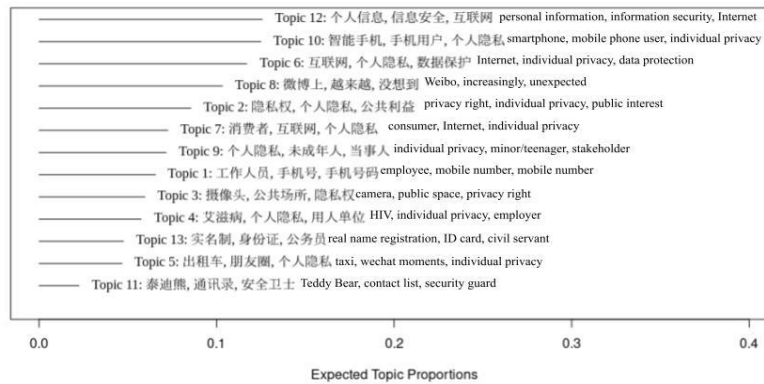 Topic 12: 个人信息, 信息安全, 互联网 personal information, information security, Internet
Topic 10: 智能手机, 手机用户, 个人隐私 smartphone, mobile phone user, individual privacy
Topic 6: 互联网, 个人隐私, 数据保护 Internet, individual privacy, data protection
Topic 8: 微博上, 越来越, 没想到 Weibo, increasingly, unexpected
Topic 2: 隐私权, 个人隐私, 公共利益 privacy right, individual privacy, public interest
Topic 7: 消费者, 互联网, 个人隐私 consumer, Internet, individual privacy
Topic 9: 个人隐私, 未成年人, 当事人 individual privacy, minor/teenager, stakeholder
Topic 1: 工作人员, 手机号, 手机号码 employee, mobile number, mobile number
Topic 3: 摄像头, 公共场所, 隐私权 camera, public space, privacy right
Topic 4: 艾滋病, 个人隐私, 用人单位 HIV, individual privacy, employer
Topic 13: 实名制, 身份证, 公务员 real name registration, ID card, civil servant
Topic 5: 出租车, 朋友圈, 个人隐私 taxi, wechat moments, individual privacy
Topic 11: 泰迪熊, 通讯录, 安全卫士 Teddy Bear, contact list, security guard
0.0 0.1 0.2 0.3 0.4
Expected Topic Proportions